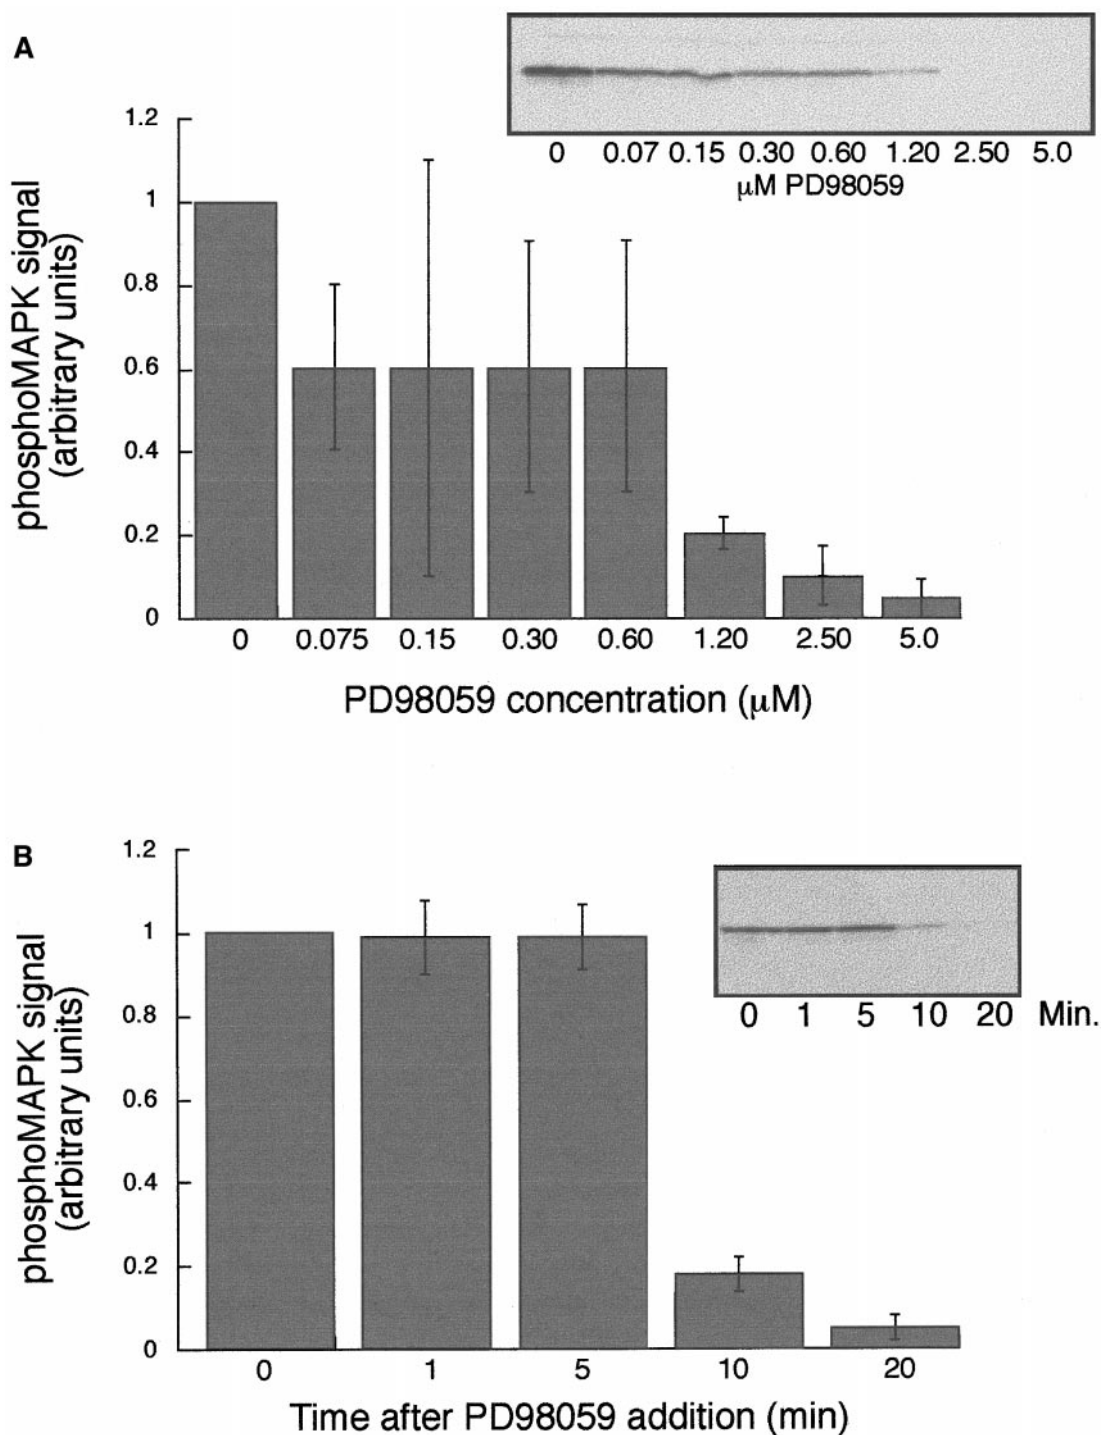 A
0 0.07 0.15 0.30 0.60 1.20 2.50 5.0
μM PD98059
phosphoMAPK signal
(arbitrary units)
1.2
1
0.8
0.6
0.4
0.2
0
0 0.075 0.15 0.30 0.60 1.20 2.50 5.0
PD98059 concentration (μM)
B
0 1 5 10 20 Min.
phosphoMAPK signal
(arbitrary units)
1.2
1
0.8
0.6
0.4
0.2
0
0 1 5 10 20
Time after PD98059 addition (min)